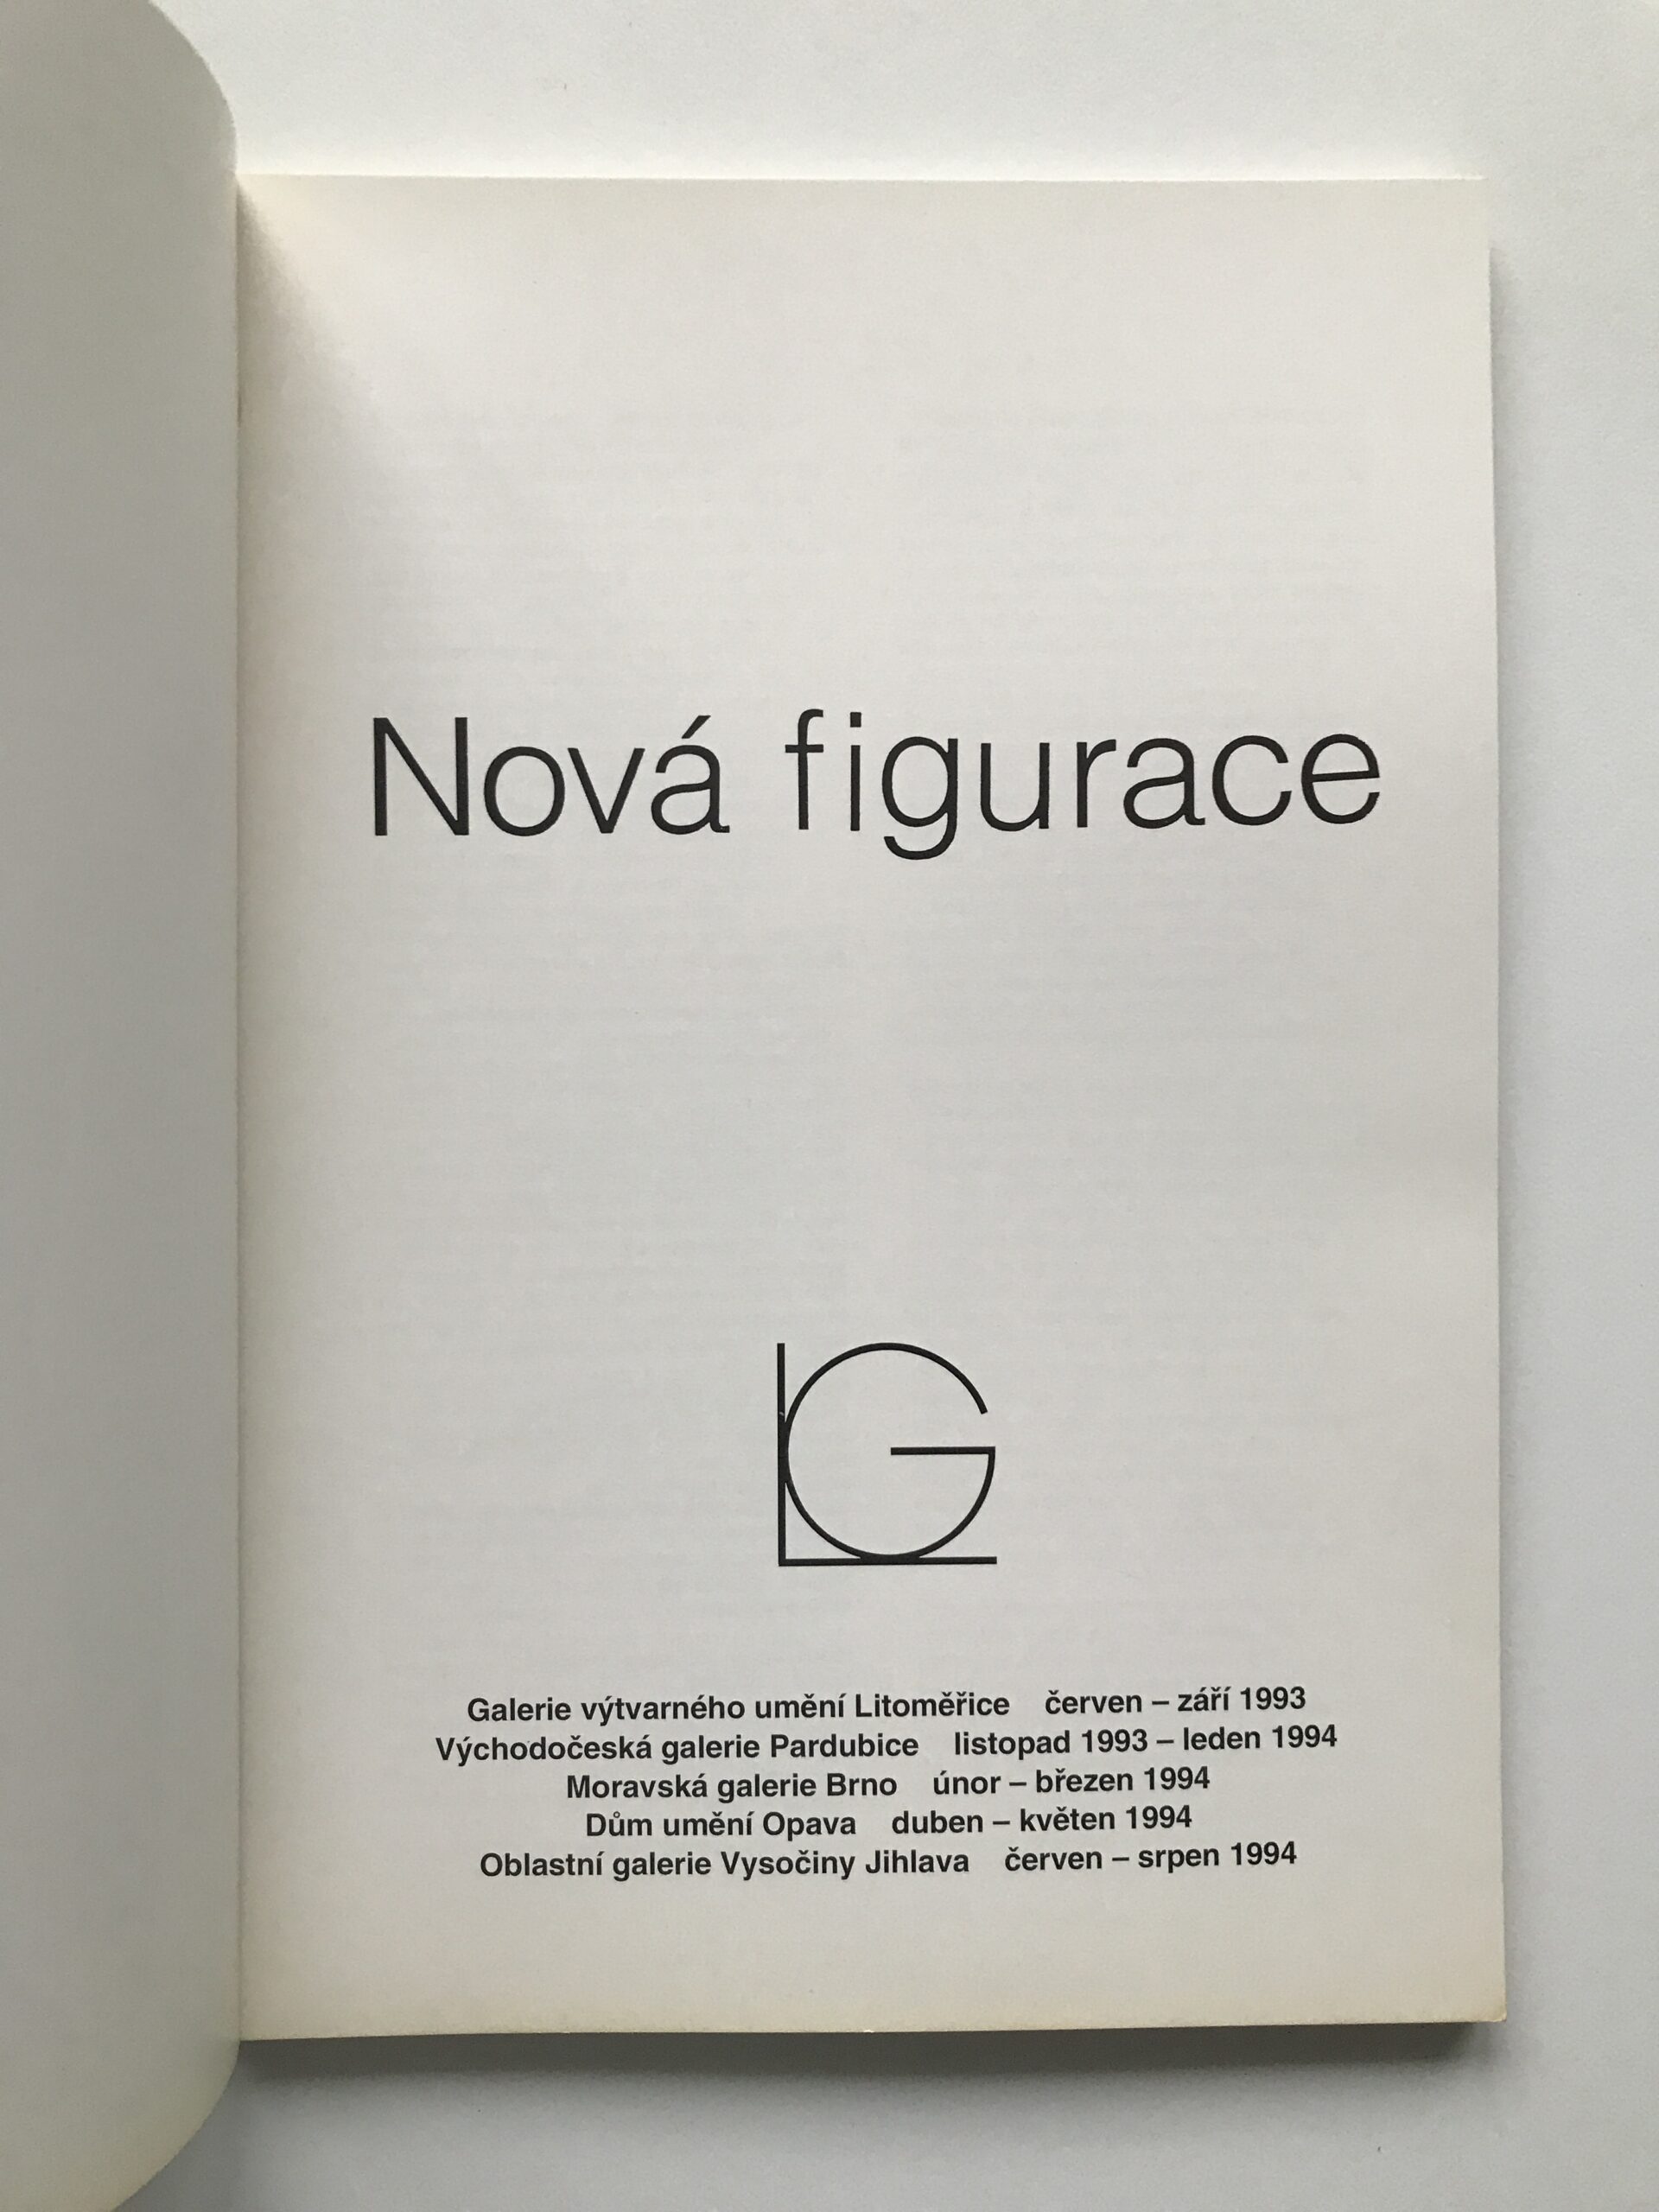 Nová figurace
LG
Galerie výtvarného umění Litoměřice červen – září 1993
Východočeská galerie Pardubice listopad 1993 – leden 1994
Moravská galerie Brno únor – březen 1994
Dům umění Opava duben – květen 1994
Oblastní galerie Vysočiny Jihlava červen – srpen 1994